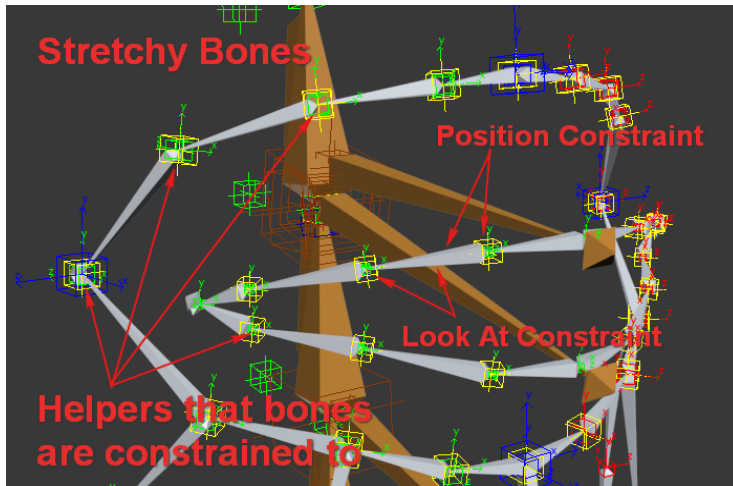 Stretchy Bones
Position Constraint
Look At Constraint
Helpers that bones
are constrained to